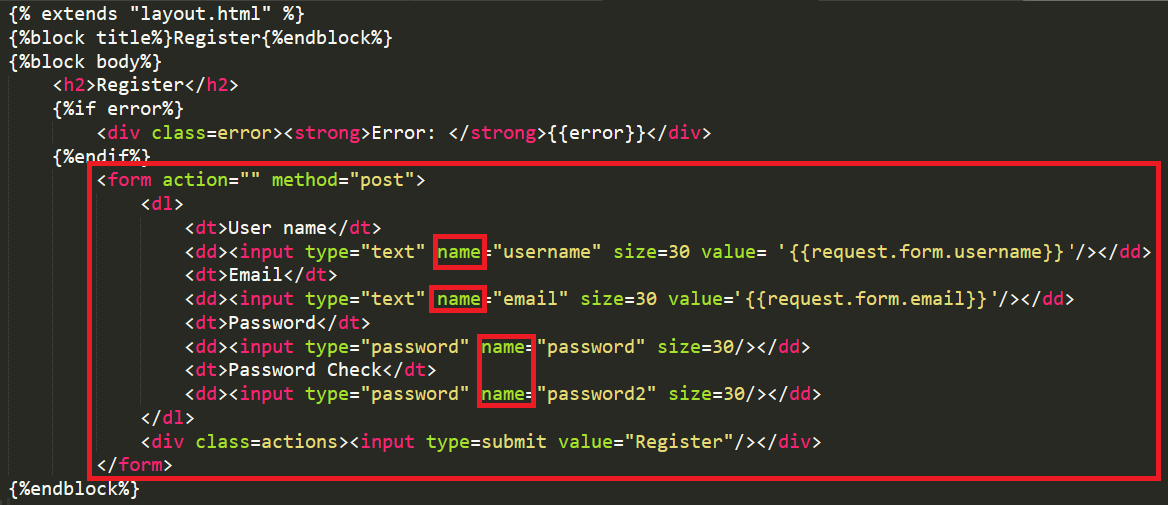 {% extends "layout.html" %}
{%block title%}Register{%endblock%}
{%block body%}
    <h2>Register</h2>
    {%if error%}
        <div class=error><strong>Error: </strong>{{error}}</div>
    {%endif%}
        <form action="" method="post">
            <dl>
                <dt>User name</dt>
                <dd><input type="text" name="username" size=30 value= '{{request.form.username}}'/></dd>
                <dt>Email</dt>
                <dd><input type="text" name="email" size=30 value='{{request.form.email}}'/></dd>
                <dt>Password</dt>
                <dd><input type="password" name="password" size=30/></dd>
                <dt>Password Check</dt>
                <dd><input type="password" name="password2" size=30/></dd>
            </dl>
            <div class=actions><input type=submit value="Register"/></div>
        </form>
{%endblock%}